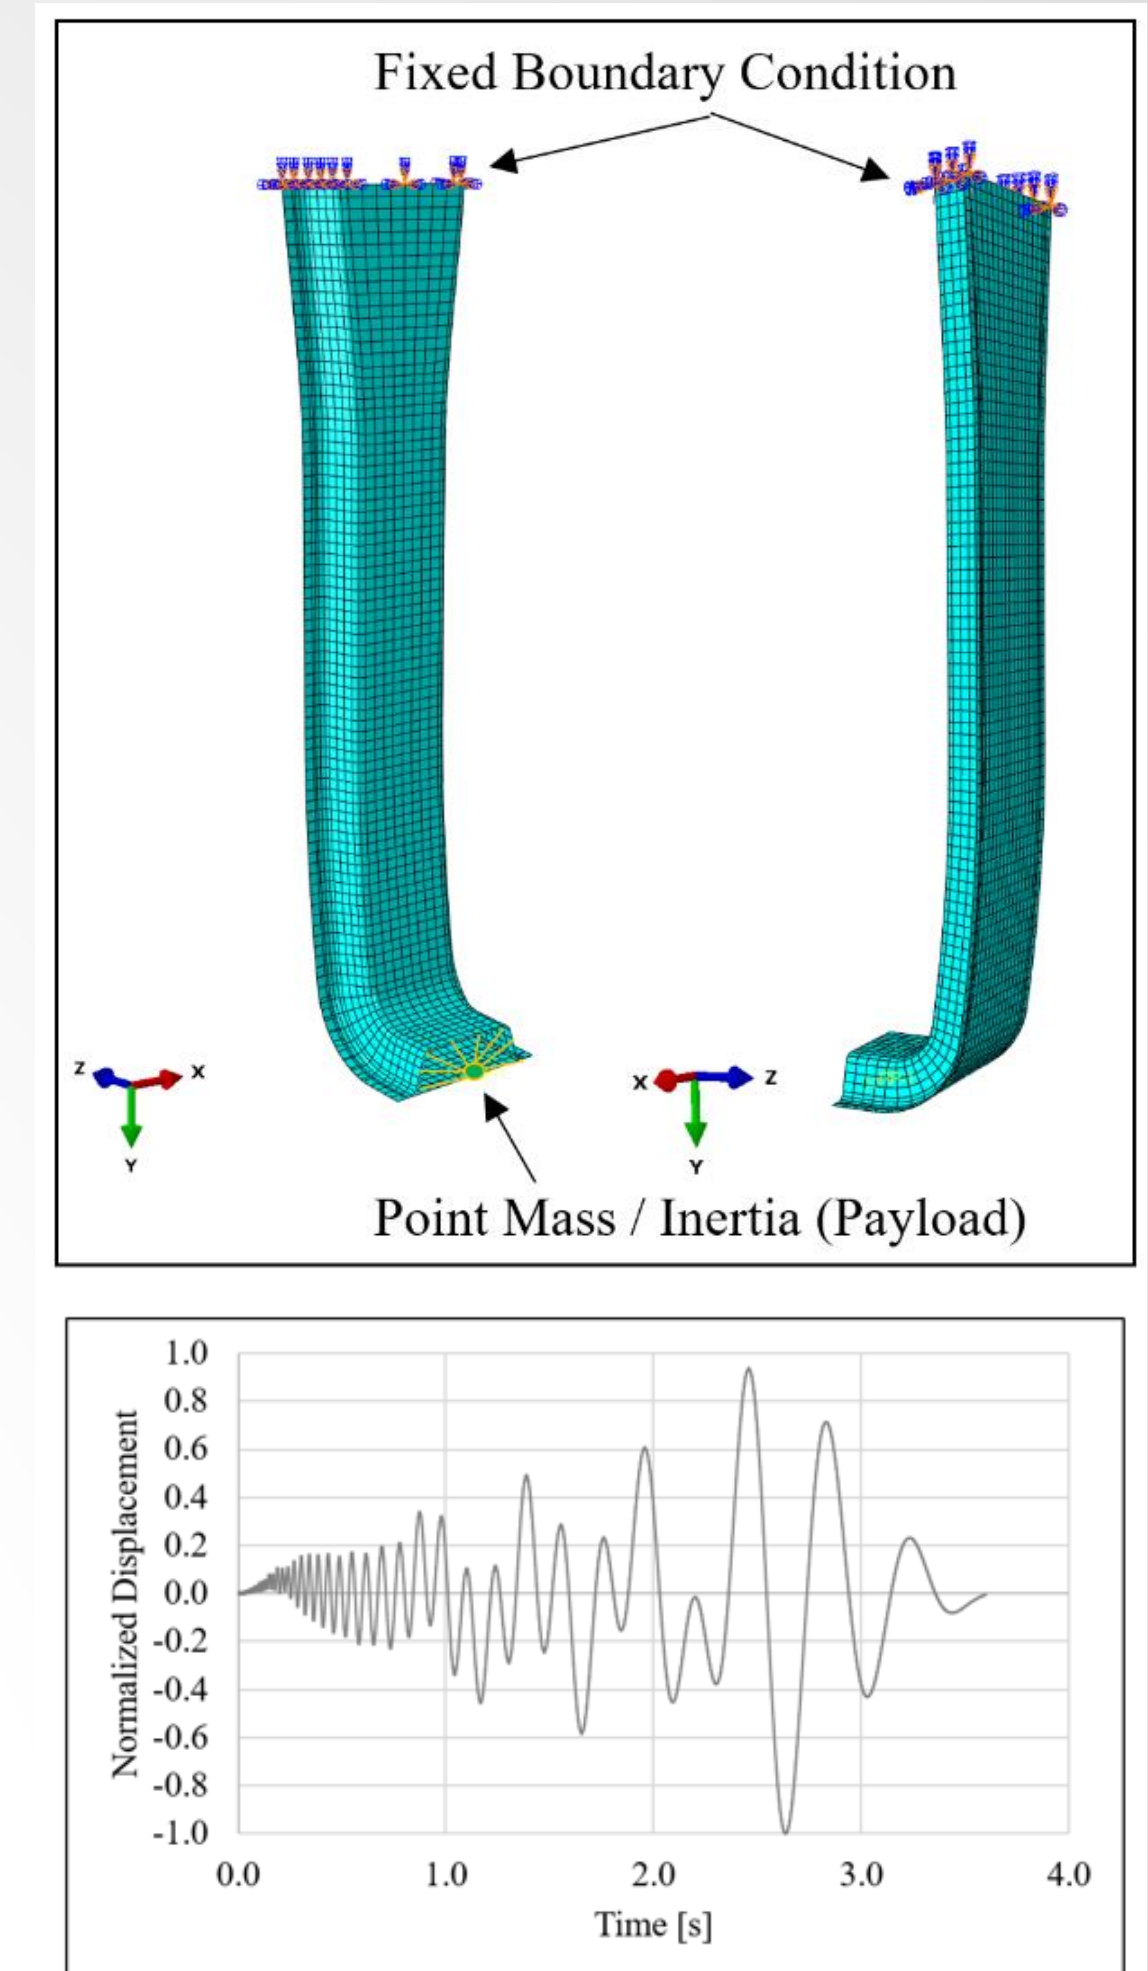 Fixed Boundary Condition
Z X
Y
X Z
Y
Point Mass / Inertia (Payload)
Normalized Displacement
1.0
0.8
0.6
0.4
0.2
0.0
-0.2
-0.4
-0.6
-0.8
-1.0
0.0 1.0 2.0 3.0 4.0
Time [s]